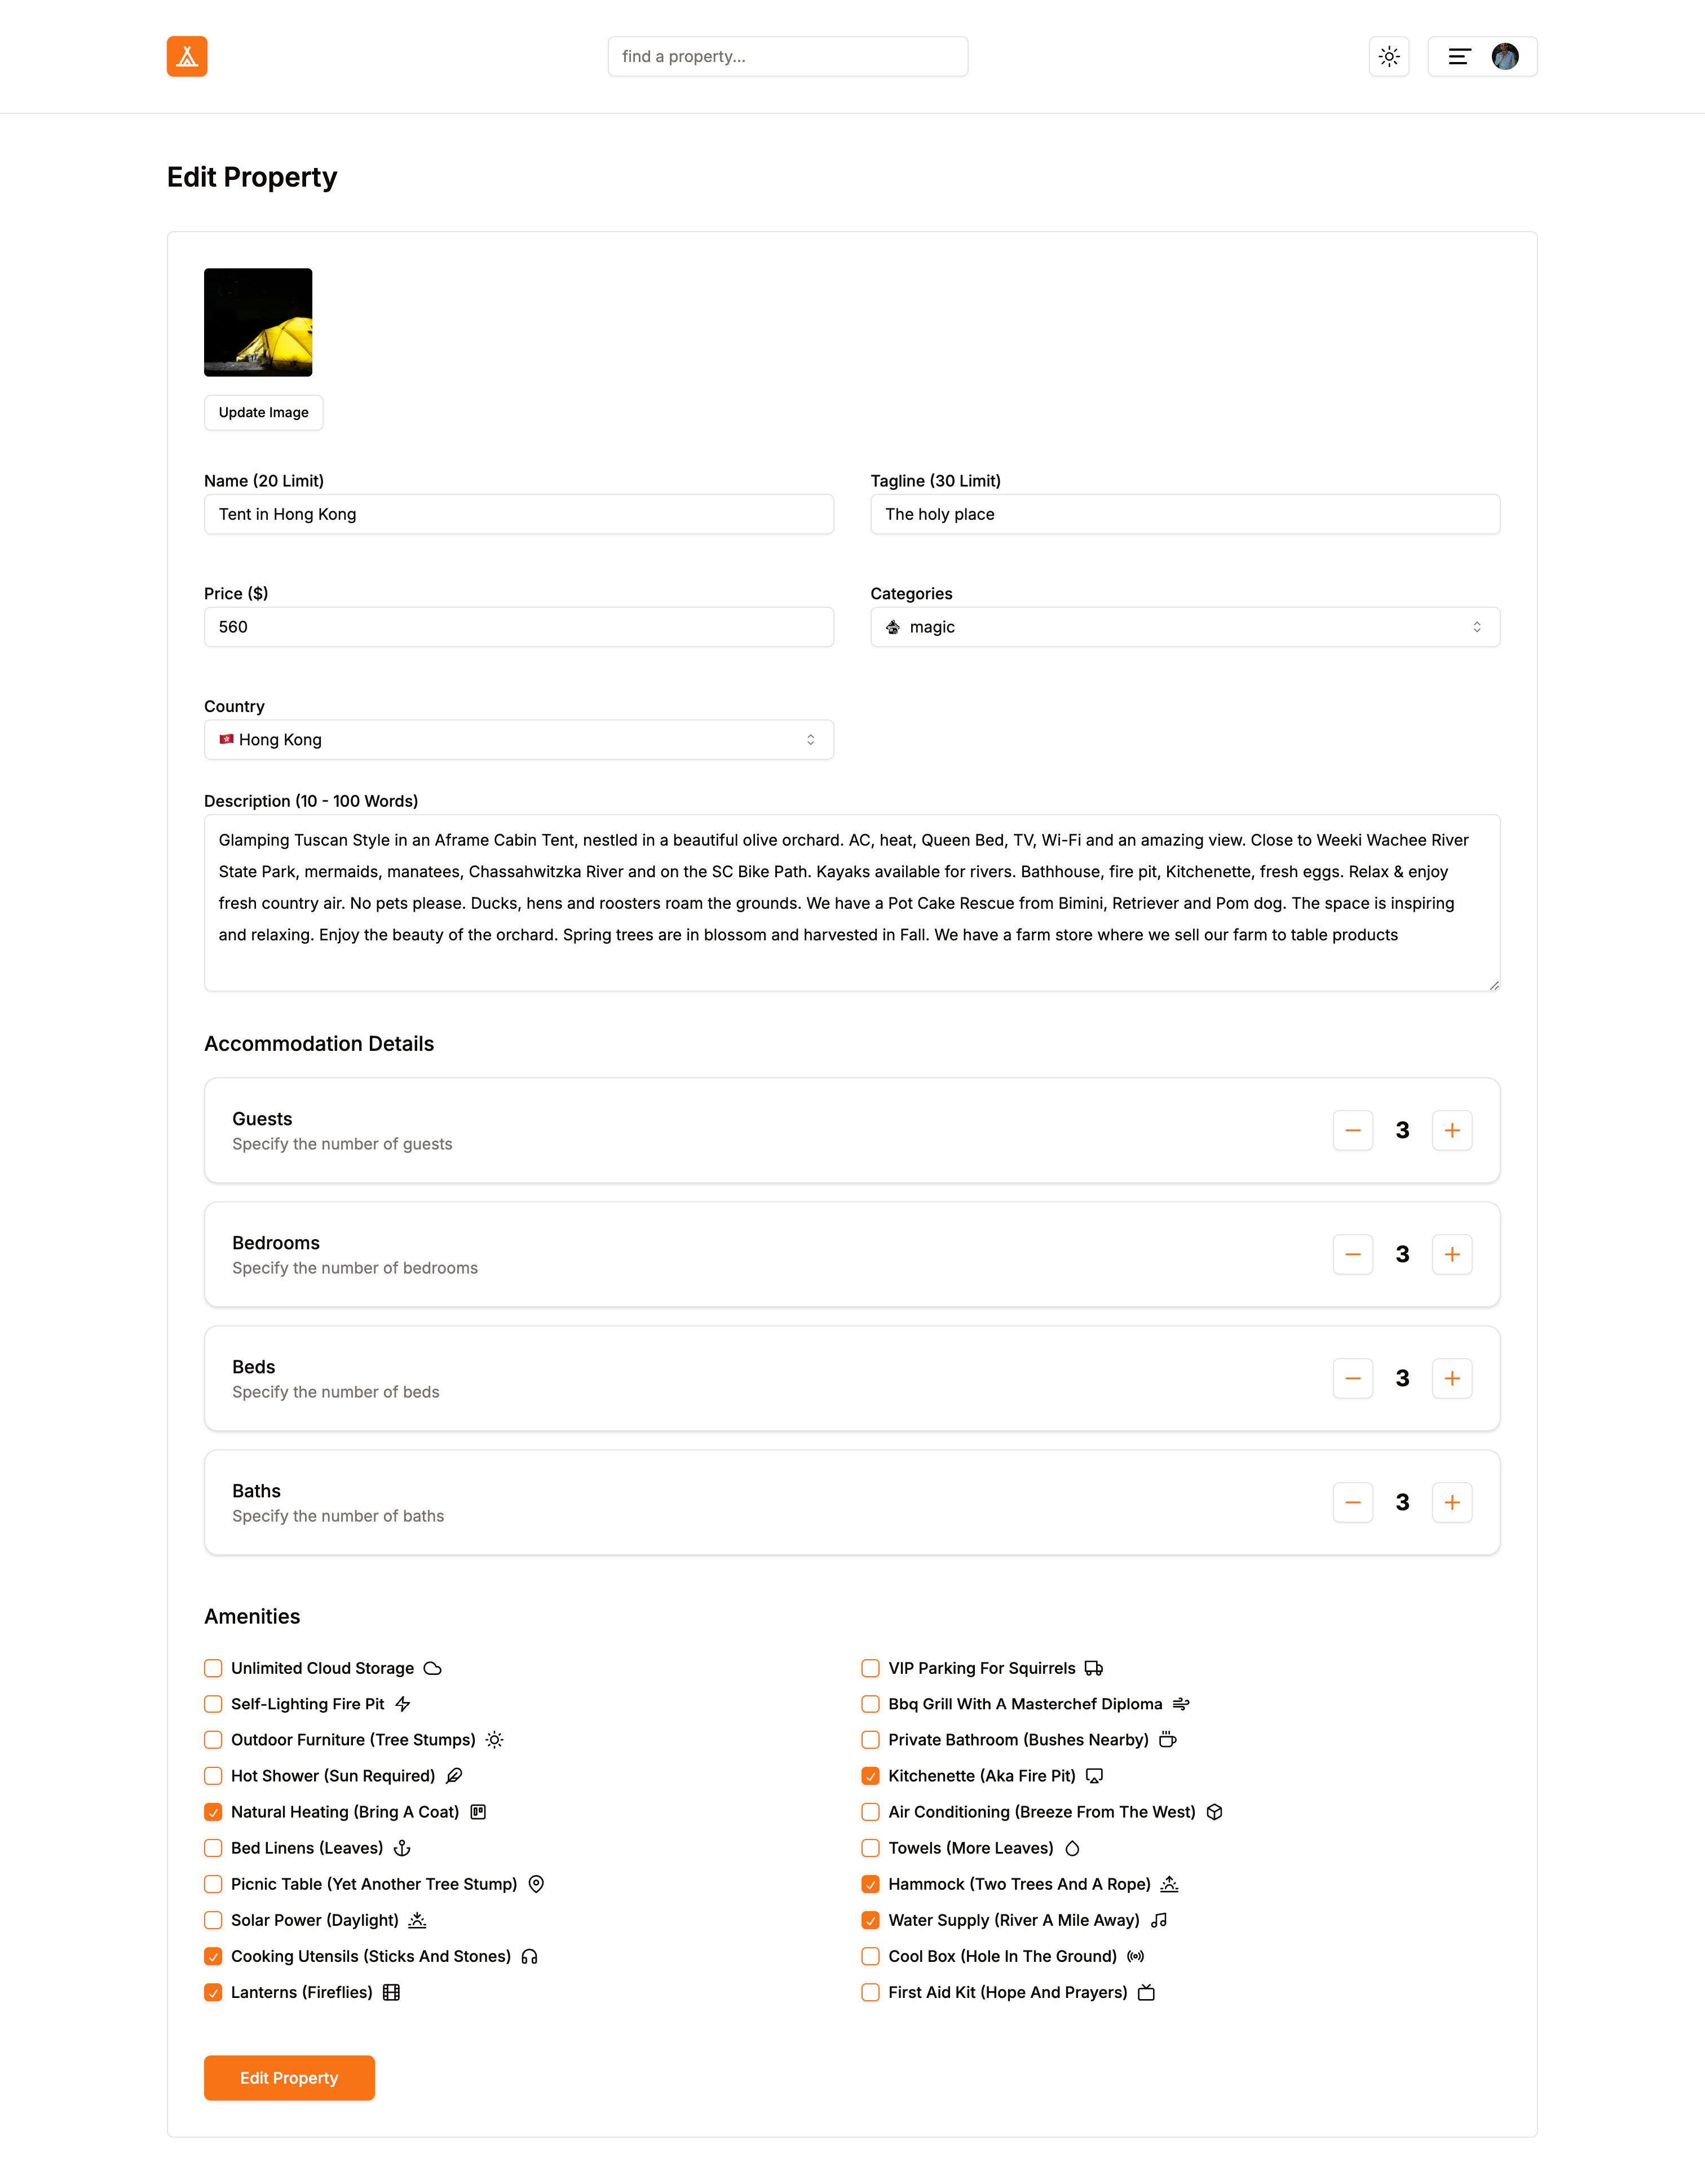 find a property...
Edit Property
Update Image
Name (20 Limit)
Tagline (30 Limit)
Tent in Hong Kong
The holy place
Price ($)
Categories
560
magic
Country
Hong Kong
Description (10 - 100 Words)
Glamping Tuscan Style in an Aframe Cabin Tent, nestled in a beautiful olive orchard. AC, heat, Queen Bed, TV, Wi-Fi and an amazing view. Close to Weeki Wachee River
State Park, mermaids, manatees, Chassahwitzka River and on the SC Bike Path. Kayaks available for rivers. Bathhouse, fire pit, Kitchenette, fresh eggs. Relax & enjoy
fresh country air. No pets please. Ducks, hens and roosters roam the grounds. We have a Pot Cake Rescue from Bimini, Retriever and Pom dog. The space is inspiring
and relaxing. Enjoy the beauty of the orchard. Spring trees are in blossom and harvested in Fall. We have a farm store where we sell our farm to table products
Accommodation Details
Guests
Specify the number of guests
3
Bedrooms
Specify the number of bedrooms
3
Beds
Specify the number of beds
3
Baths
Specify the number of baths
3
Amenities
Unlimited Cloud Storage
VIP Parking For Squirrels
Self-Lighting Fire Pit
Bbq Grill With A Masterchef Diploma
Outdoor Furniture (Tree Stumps)
Private Bathroom (Bushes Nearby)
Hot Shower (Sun Required)
Kitchenette (Aka Fire Pit)
Natural Heating (Bring A Coat)
Air Conditioning (Breeze From The West)
Bed Linens (Leaves)
Towels (More Leaves)
Picnic Table (Yet Another Tree Stump)
Hammock (Two Trees And A Rope)
Solar Power (Daylight)
Water Supply (River A Mile Away)
Cooking Utensils (Sticks And Stones)
Cool Box (Hole In The Ground)
Lanterns (Fireflies)
First Aid Kit (Hope And Prayers)
Edit Property